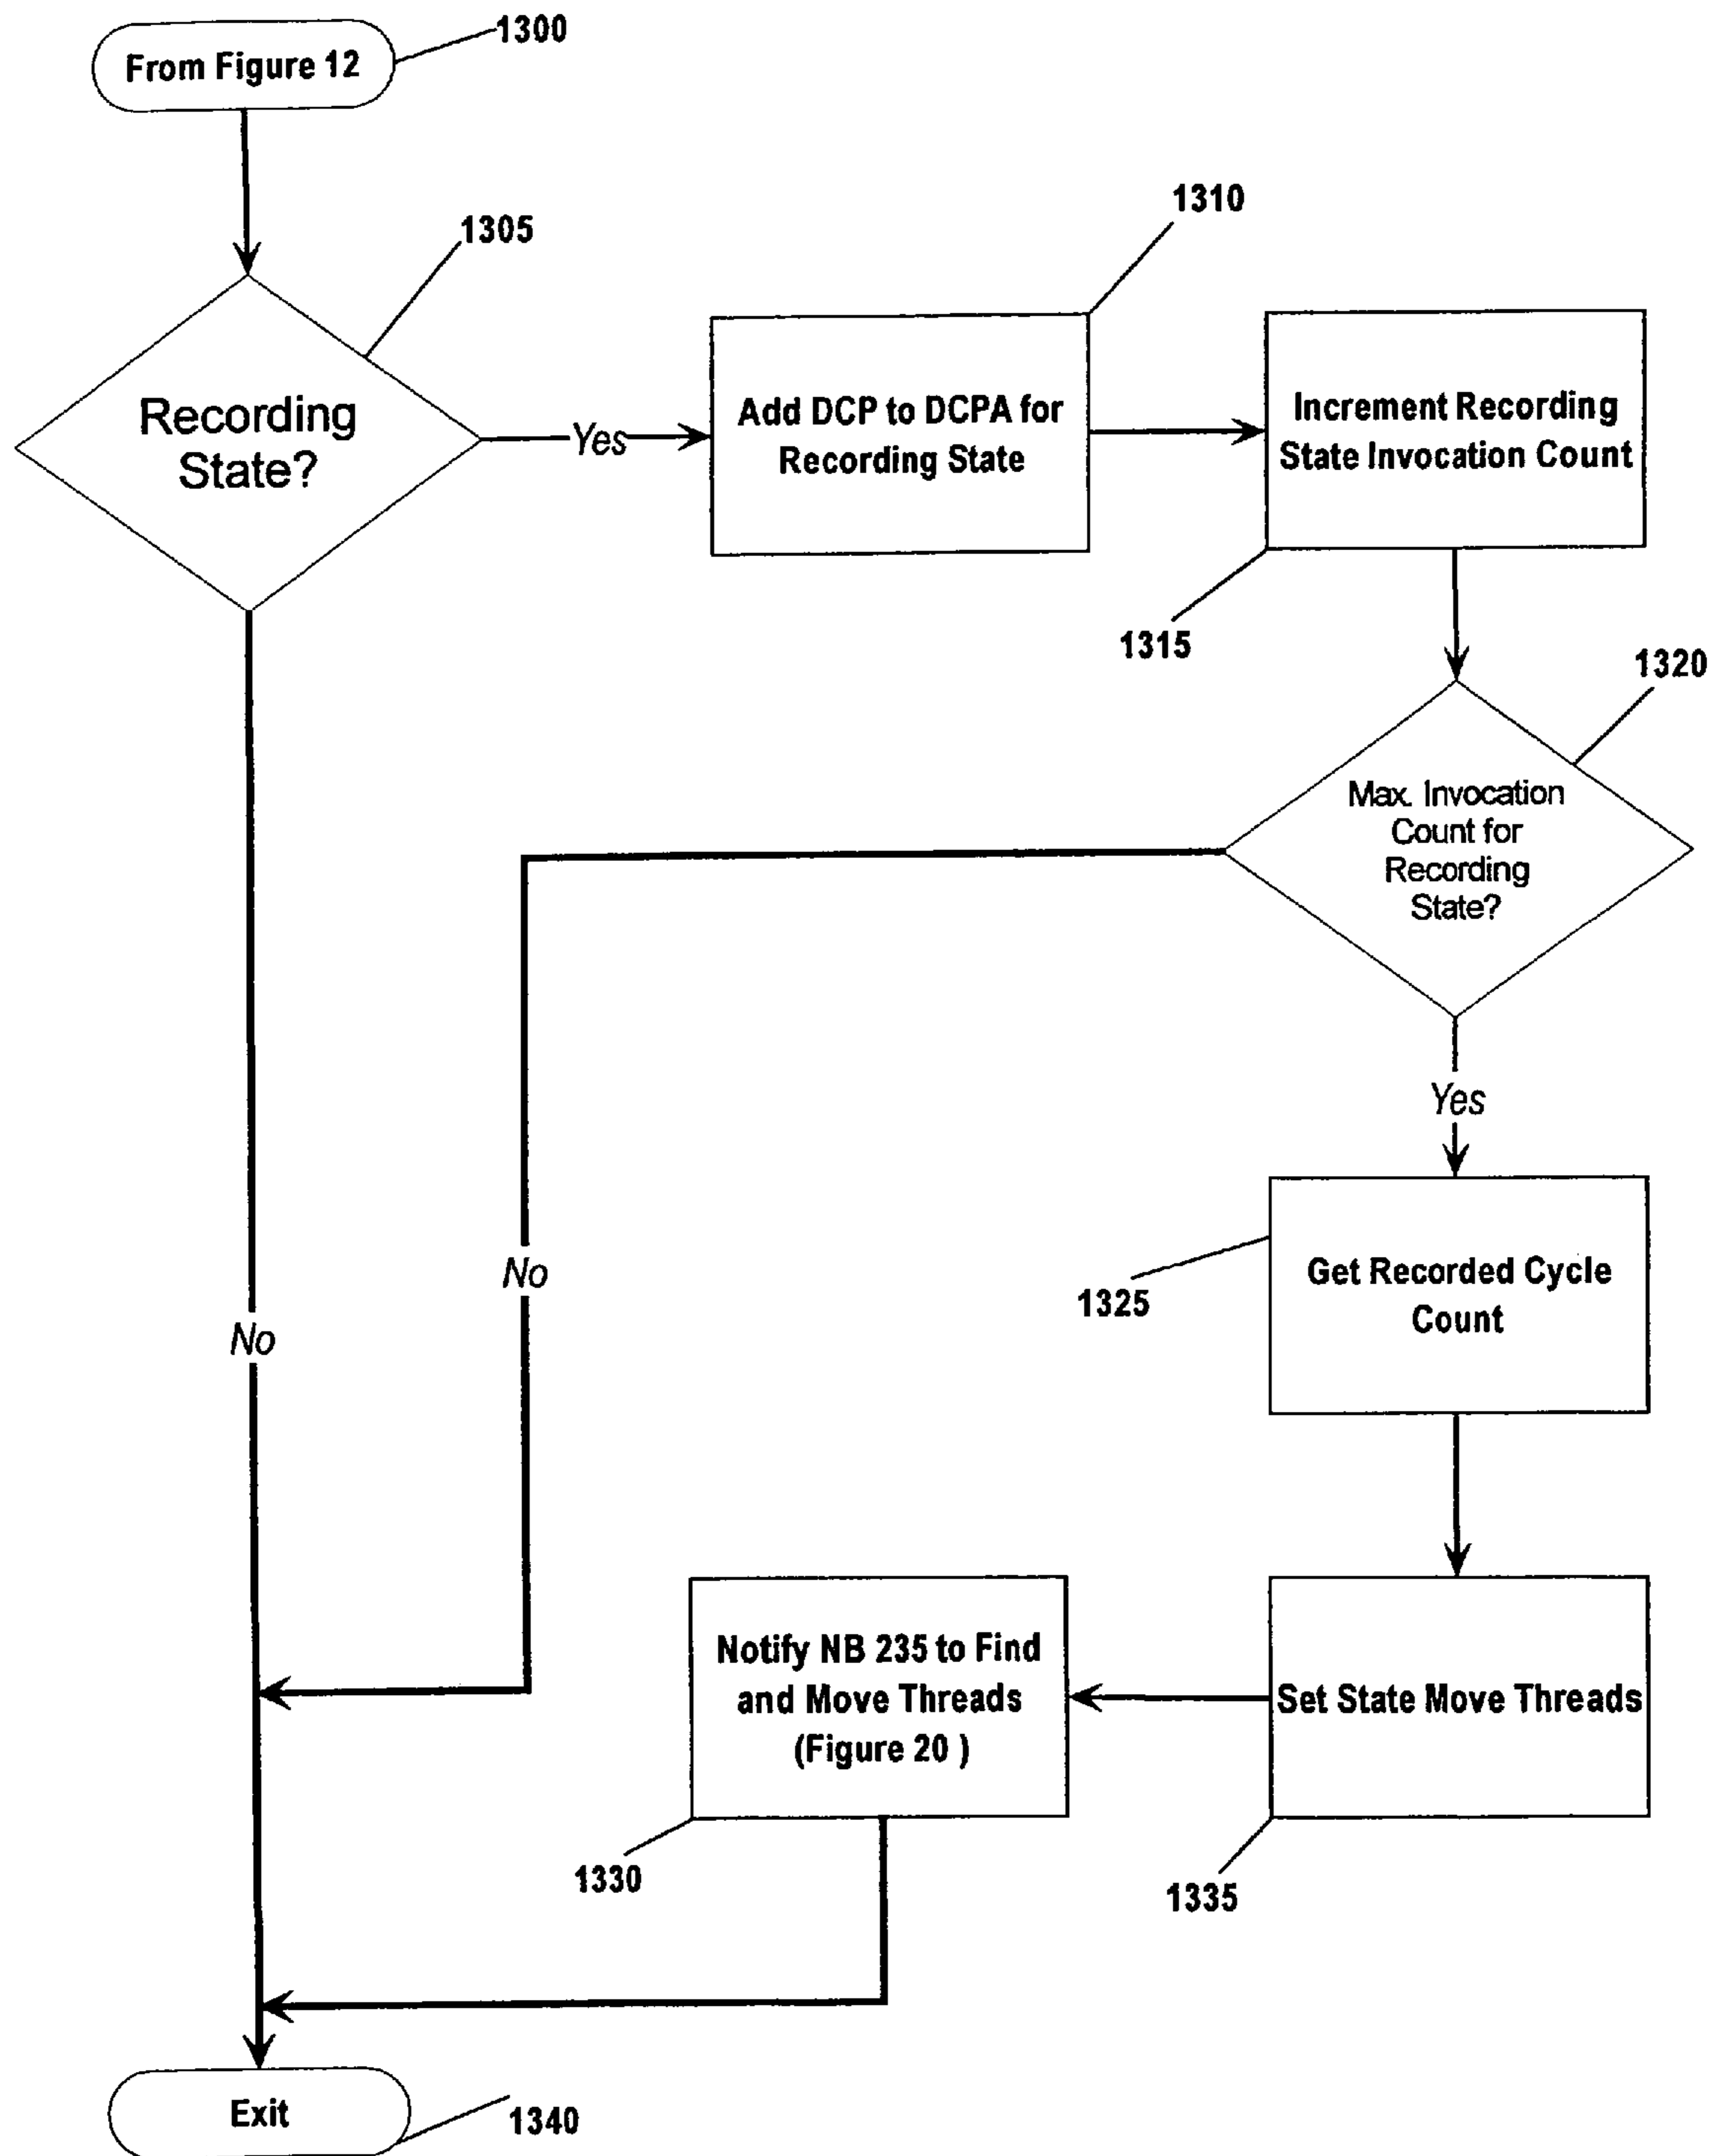 From Figure 12
1300
1305
Recording
State?
Yes
1310
Add DCP to DCPA for
Recording State
Increment Recording
State Invocation Count
1315
1320
Max. Invocation
Count for
Recording
State?
No
No
Yes
Get Recorded Cycle
Count
1325
Set State Move Threads
1335
Notify NB 235 to Find
and Move Threads
(Figure 20 )
1330
Exit
1340